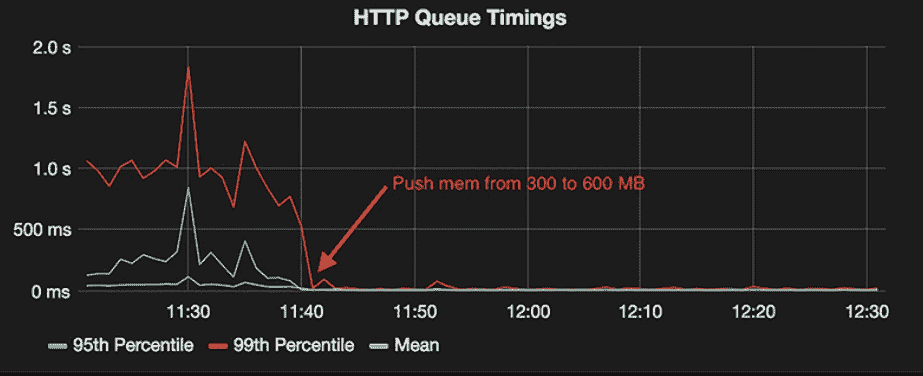 HTTP Queue Timings
2.0 s
1.5 s
1.0 s
Push mem from 300 to 600 MB
500 ms
0 ms
11:30 11:40 11:50 12:00 12:10 12:20 12:30
95th Percentile 99th Percentile Mean